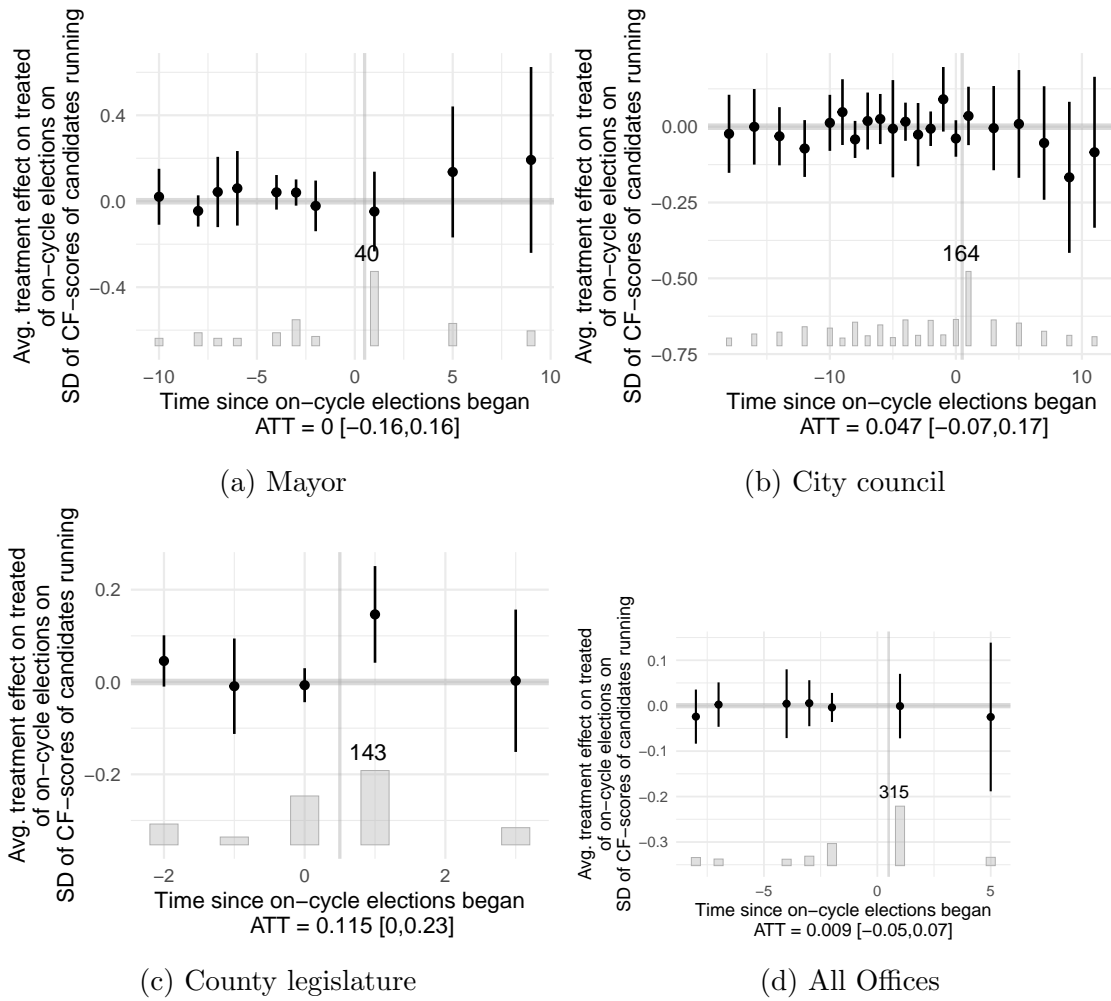 Avg. treatment effect on treated
of on−cycle elections on
SD of CF−scores of candidates running
0.4
0.0
−0.4
40
−10
−5
0
5
10
Time since on−cycle elections began
ATT = 0 [−0.16,0.16]
(a) Mayor
Avg. treatment effect on treated
of on−cycle elections on
SD of CF−scores of candidates running
0.00
−0.25
−0.50
−0.75
164
−10
0
10
Time since on−cycle elections began
ATT = 0.047 [−0.07,0.17]
(b) City council
Avg. treatment effect on treated
of on−cycle elections on
SD of CF−scores of candidates running
0.2
0.0
−0.2
143
−2
0
2
Time since on−cycle elections began
ATT = 0.115 [0,0.23]
(c) County legislature
Avg. treatment effect on treated
of on−cycle elections on
SD of CF−scores of candidates running
0.1
0.0
−0.1
−0.2
−0.3
315
−5
0
5
Time since on−cycle elections began
ATT = 0.009 [−0.05,0.07]
(d) All Offices